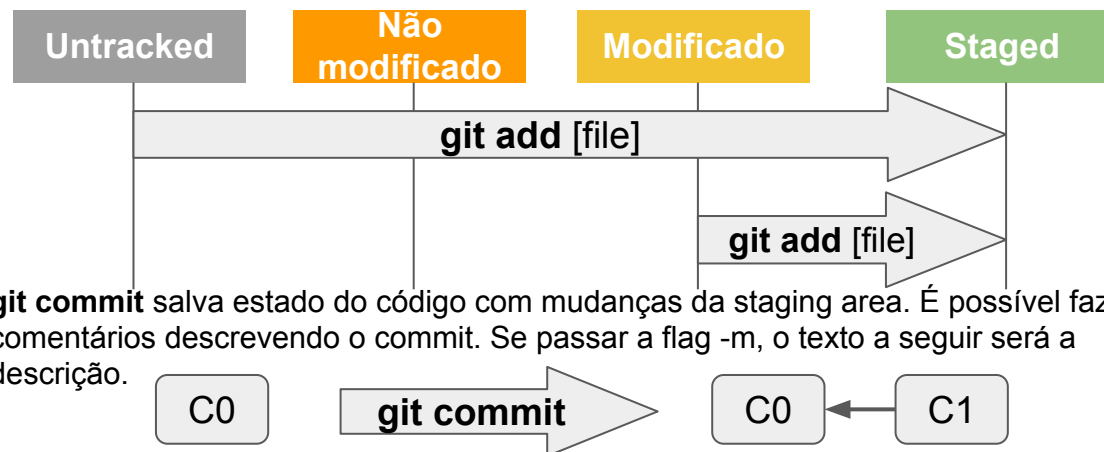 Untracked
Não
modificado
Modificado
Staged
git add [file]
git add [file]
git commit salva estado do código com mudanças da staging area. É possível faz
comentários descrevendo o commit. Se passar a flag -m, o texto a seguir será a
descrição.
C0
git commit
C0
C1